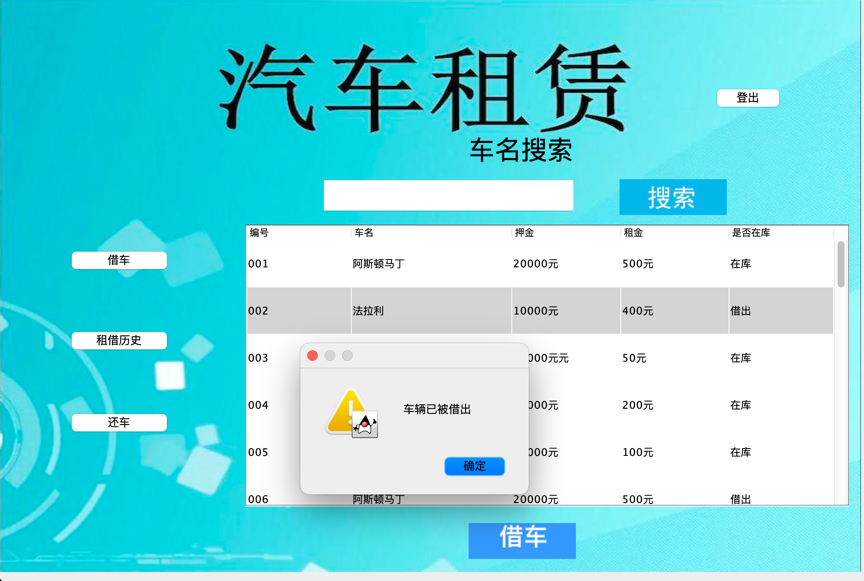 汽车租赁
登出
车名搜索
搜索
编号 车名 押金 租金 是否在库
借车
001 阿斯顿马丁 20000元 500元 在库
002 法拉利 10000元 400元 借出
租借历史
003 000元元 50元 在库
004 000元 200元 在库
车辆已被借出
还车
005 000元 100元 在库
确定
006 阿斯顿马丁 20000元 500元 借出
借车